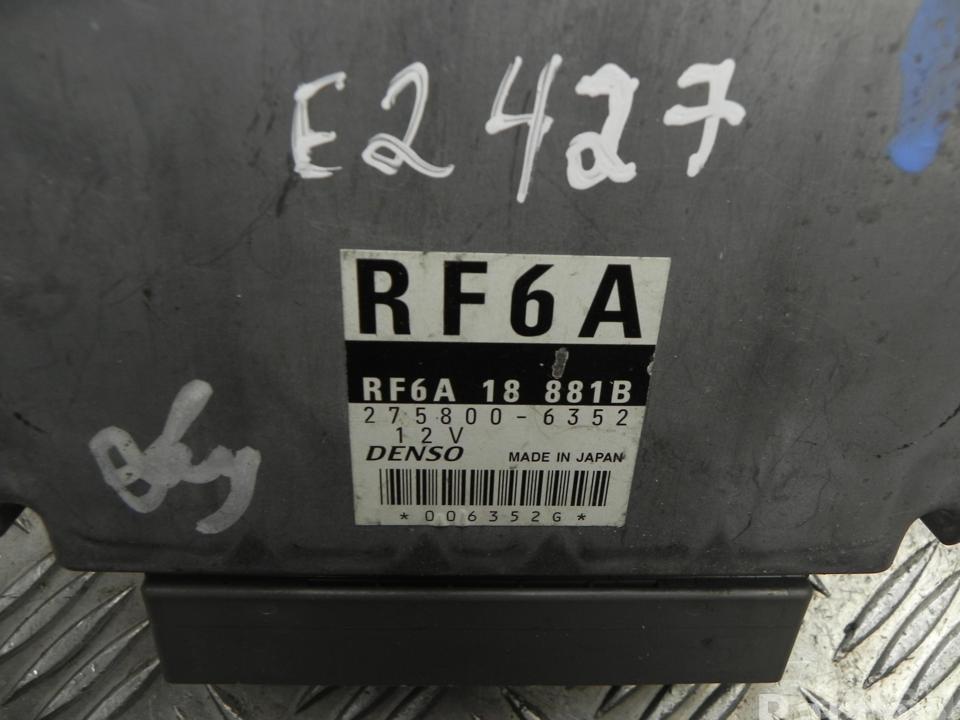 E2427
RF6A
RF6A 18 881B
275800-6352
12V
DENSO MADE IN JAPAN
*006352G*